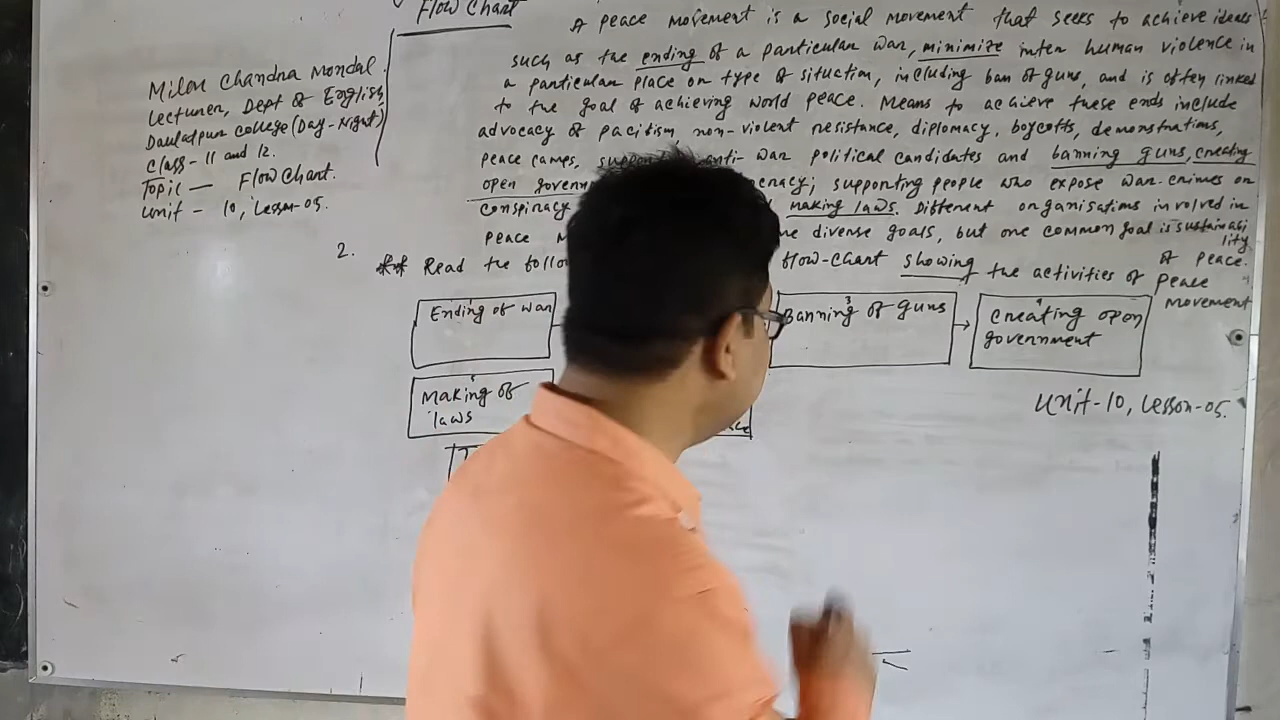 Flow Chart
A peace movement is a social movement that seeks to achieve ideals
such as the ending of a particular war, minimize inter human violence in
a particular place or type of situation, including ban of guns, and is often linked
to the goal of achieving world peace. Means to achieve these ends include
advocacy of pacifism, non-violent resistance, diplomacy, boycotts, demonstrations,
peace camps, anti-war political candidates and banning guns, creating
open supporting people who expose war-crimes or
conspiracy making laws. Different organisations involved in
peace diverse goals, but one common goal is sustainabi
lity
of peace.
Milon Chandra Mondal
Lecturer, Dept of English
Daulatpur College (Day-Night)
Class- 11 and 12.
Topic — Flow Chart.
Unit - 10, Lesson-05.
2.
** Read the flow-chart showing the activities of peace
movement
Ending of war
3
Banning of guns
4
Creating open
government
5
Making of
laws
Unit-10, Lesson-05.